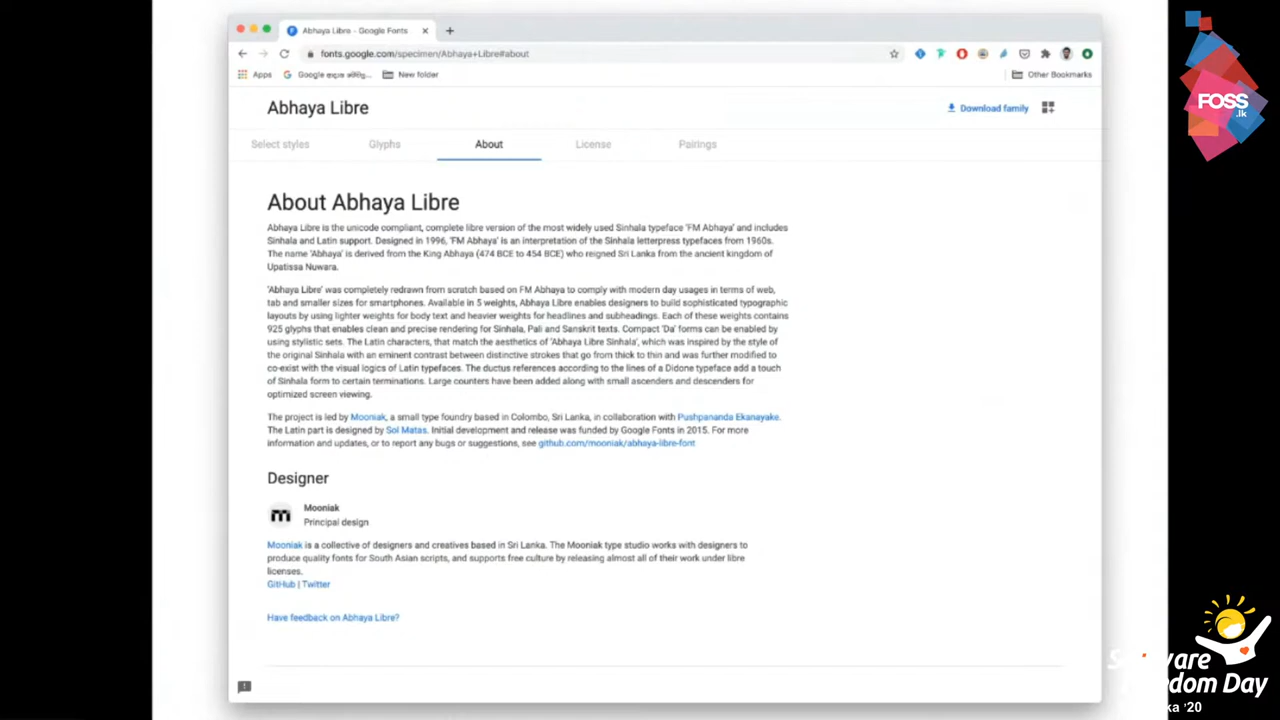 Abhaya Libre - Google Fonts
fonts.google.com/specimen/Abhaya+Libre#about
Apps
Google
New folder
Other Bookmarks
Abhaya Libre
Download family
Select styles
Glyphs
About
License
Pairings
About Abhaya Libre
Abhaya Libre is the unicode compliant, complete libre version of the most widely used Sinhala typeface 'FM Abhaya' and includes
Sinhala and Latin support. Designed in 1996, 'FM Abhaya' is an interpretation of the Sinhala letterpress typefaces from 1960s.
The name 'Abhaya' is derived from the King Abhaya (474 BCE to 454 BCE) who reigned Sri Lanka from the ancient kingdom of
Upatissa Nuwara.
'Abhaya Libre' was completely redrawn from scratch based on FM Abhaya to comply with modern day usages in terms of web,
tab and smaller sizes for smartphones. Available in 5 weights, Abhaya Libre enables designers to build sophisticated typographic
layouts by using lighter weights for body text and heavier weights for headlines and subheadings. Each of these weights contains
925 glyphs that enables clean and precise rendering for Sinhala, Pali and Sanskrit texts. Compact 'Da' forms can be enabled by
using stylistic sets. The Latin characters, that match the aesthetics of 'Abhaya Libre Sinhala', which was inspired by the style of
the original Sinhala with an eminent contrast between distinctive strokes that go from thick to thin and was further modified to
co-exist with the visual logics of Latin typefaces. The ductus references according to the lines of a Didone typeface add a touch
of Sinhala form to certain terminations. Large counters have been added along with small ascenders and descenders for
optimized screen viewing.
The project is led by Mooniak, a small type foundry based in Colombo, Sri Lanka, in collaboration with Pushpananda Ekanayake.
The Latin part is designed by Sol Matas. Initial development and release was funded by Google Fonts in 2015. For more
information and updates, or to report any bugs or suggestions, see github.com/mooniak/abhaya-libre-font
Designer
Mooniak
Principal design
Mooniak is a collective of designers and creatives based in Sri Lanka. The Mooniak type studio works with designers to
produce quality fonts for South Asian scripts, and supports free culture by releasing almost all of their work under libre
licenses.
GitHub | Twitter
Have feedback on Abhaya Libre?
FOSS
.lk
ware
dom Day
ka '20